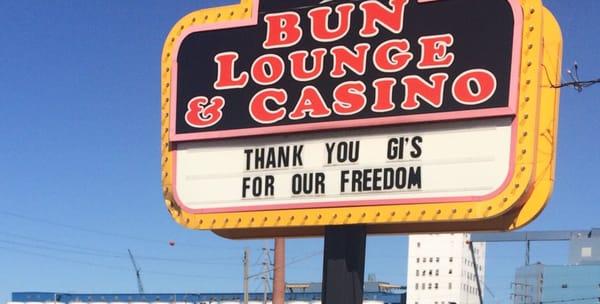 BUN
LOUNGE
& CASINO
THANK YOU GI'S
FOR OUR FREEDOM